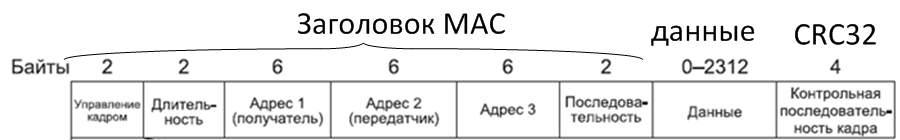 Заголовок MAC данные CRC32
Байты 2 2 6 6 6 2 0–2312 4
Управление кадром
Длитель-ность
Адрес 1 (получатель)
Адрес 2 (передатчик)
Адрес 3
Последова-тельность
Данные
Контрольная последователь-ность кадра